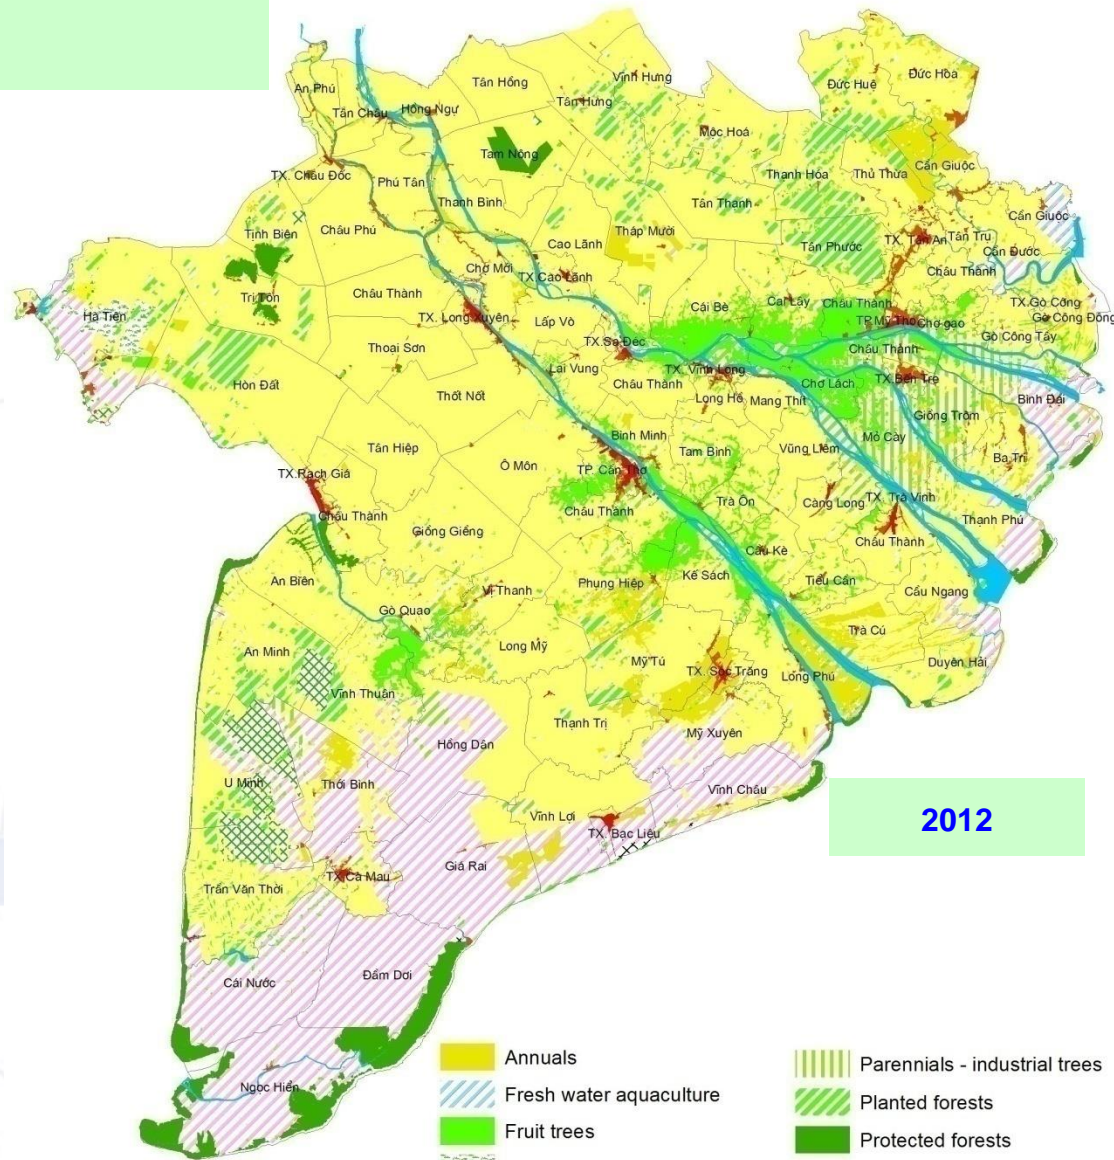 An Phú
Tân Châu
Hồng Ngự
Tân Hồng
Tân Hưng
Vĩnh Hưng
Đức Huệ
Đức Hòa
Mộc Hoá
Tam Nông
TX. Châu Đốc
Phú Tân
Thanh Bình
Thạnh Hóa
Thủ Thừa
Cần Giuộc
Tân Thạnh
Cần Giuộc
Tịnh Biên
Châu Phú
Cao Lãnh
Tháp Mười
Tân Phước
TX. Tân An
Tân Trụ
Cần Đước
Chợ Mới
TX.Cao Lãnh
Châu Thành
Tri Tôn
Châu Thành
Hà Tiên
TX. Long Xuyên
Lấp Vò
Cái Bè
Cai Lậy
Châu Thành
TP.Mỹ Tho
Chợ gạo
TX.Gò Công
Gò Công Đông
Gò Công Tây
Thoại Sơn
TX.Sa Đéc
Châu Thành
Hòn Đất
Lai Vung
Châu Thành
TX. Vĩnh Long
Chợ Lách
TX.Bến Tre
Bình Đại
Thốt Nốt
Long Hồ
Mang Thít
Giồng Trôm
Bình Minh
Mỏ Cày
Tân Hiệp
Ô Môn
TP. Cần Thơ
Tam Bình
Vũng Liêm
Ba Tri
TX.Rạch Giá
Trà Ôn
Càng Long
TX. Trà Vinh
Châu Thành
Châu Thành
Thạnh Phú
Giồng Giềng
Châu Thành
Cầu Kè
An Biên
Vị Thanh
Phụng Hiệp
Kế Sách
Tiểu Cần
Cầu Ngang
Gò Quao
Trà Cú
An Minh
Long Mỹ
Mỹ Tú
TX. Sóc Trăng
Long Phú
Duyên Hải
Vĩnh Thuận
Thạnh Trị
Mỹ Xuyên
Hồng Dân
U Minh
Thới Bình
Vĩnh Châu
Vĩnh Lợi
2012
TX. Bạc Liêu
Giá Rai
Trần Văn Thời
TX.Cà Mau
Cái Nước
Đầm Dơi
Ngọc Hiển
Annuals
Fresh water aquaculture
Fruit trees
Parennials - industrial trees
Planted forests
Protected forests